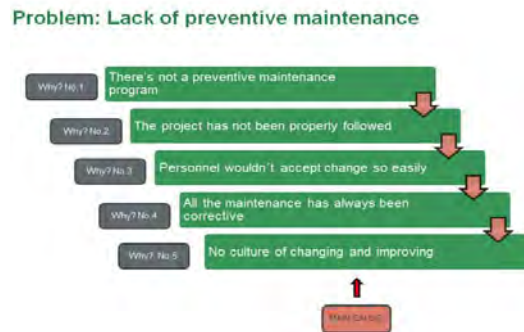 Problem: Lack of preventive maintenance
Why? No.1
There's not a preventive maintenance
program
Why? No.2
The project has not been properly followed
Why? No.3
Personnel wouldn´t accept change so easily
Why? No.4
All the maintenance has always been
corrective
Why? No.5
No culture of changing and improving
MAIN CAUSE